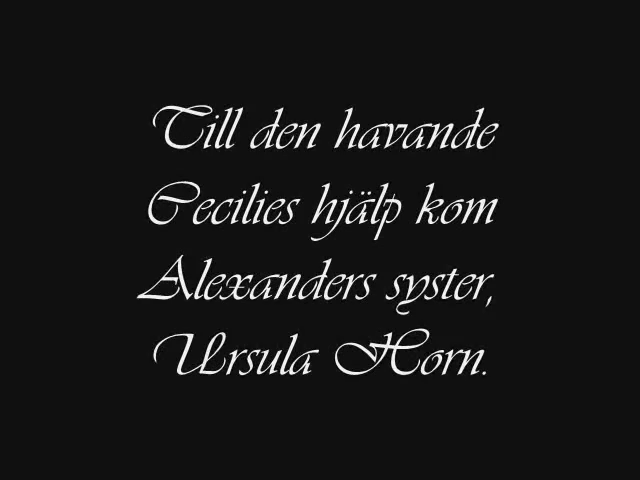 Till den havande
Cecilies hjälp kom
Alexanders syster,
Ursula Horn.